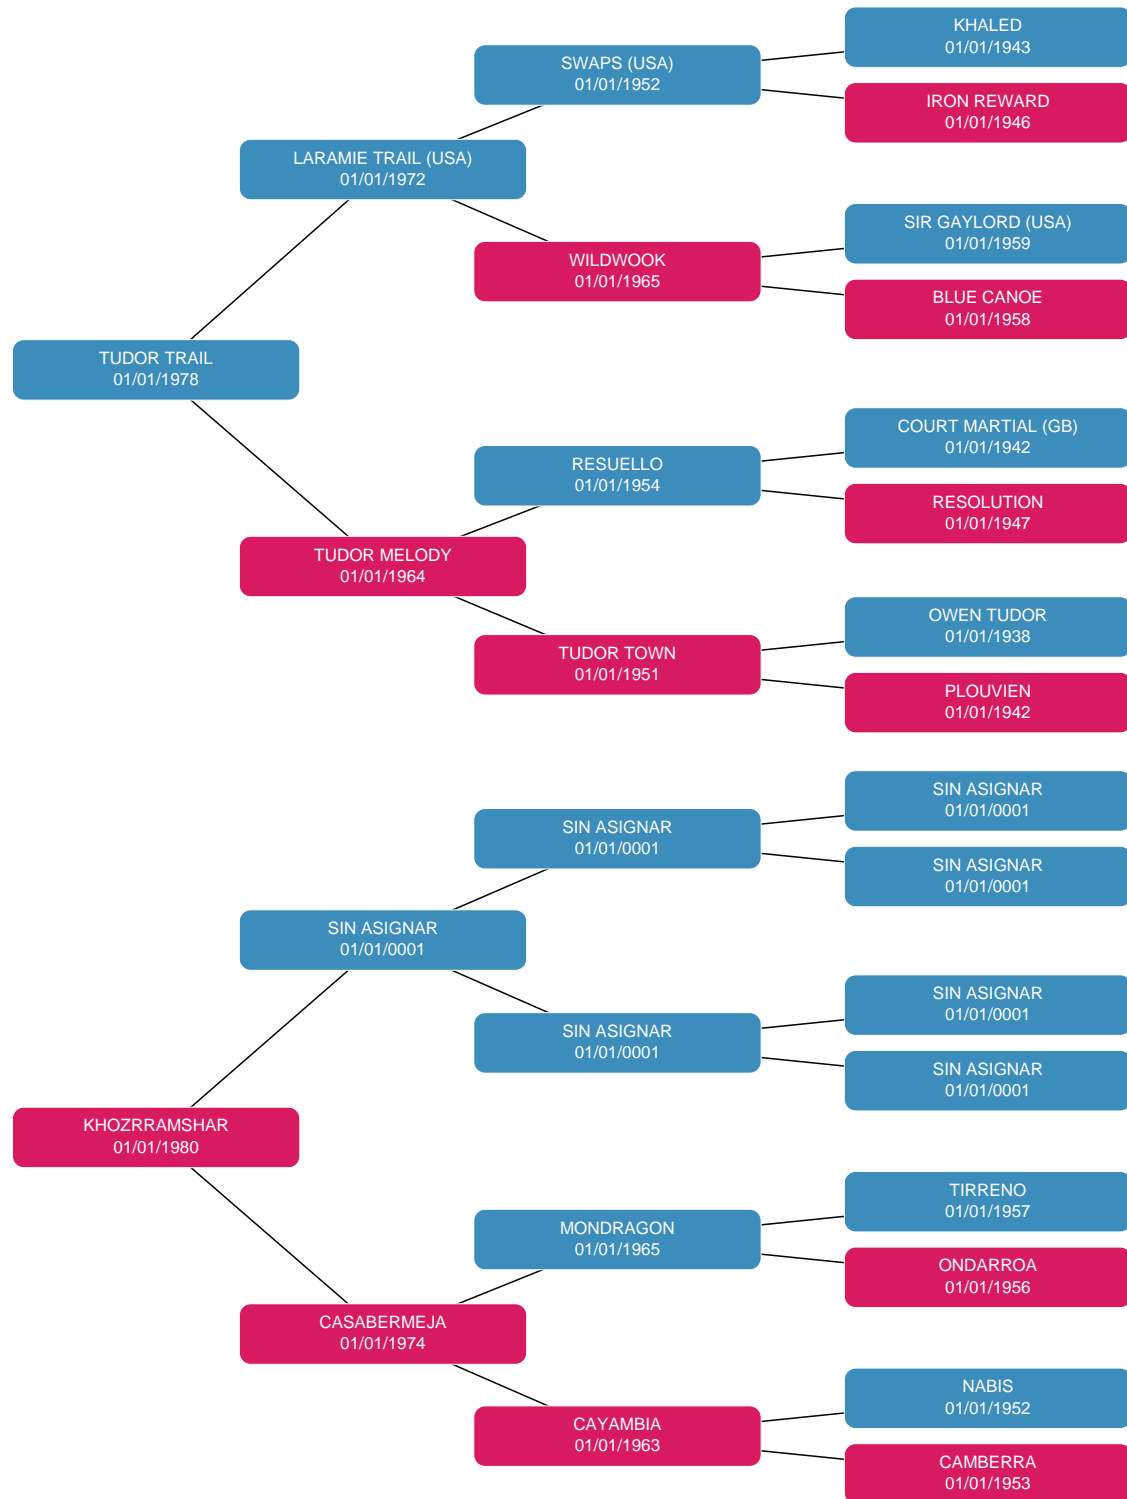 KHALED
01/01/1943
SWAPS (USA)
01/01/1952
IRON REWARD
01/01/1946
LARAMIE TRAIL (USA)
01/01/1972
SIR GAYLORD (USA)
01/01/1959
WILDWOOK
01/01/1965
BLUE CANOE
01/01/1958
TUDOR TRAIL
01/01/1978
COURT MARTIAL (GB)
01/01/1942
RESUELLO
01/01/1954
RESOLUTION
01/01/1947
TUDOR MELODY
01/01/1964
OWEN TUDOR
01/01/1938
TUDOR TOWN
01/01/1951
PLOUVIEN
01/01/1942
SIN ASIGNAR
01/01/0001
SIN ASIGNAR
01/01/0001
SIN ASIGNAR
01/01/0001
SIN ASIGNAR
01/01/0001
SIN ASIGNAR
01/01/0001
SIN ASIGNAR
01/01/0001
SIN ASIGNAR
01/01/0001
KHOZRRAMSHAR
01/01/1980
TIRRENO
01/01/1957
MONDRAGON
01/01/1965
ONDARROA
01/01/1956
CASABERMEJA
01/01/1974
NABIS
01/01/1952
CAYAMBIA
01/01/1963
CAMBERRA
01/01/1953